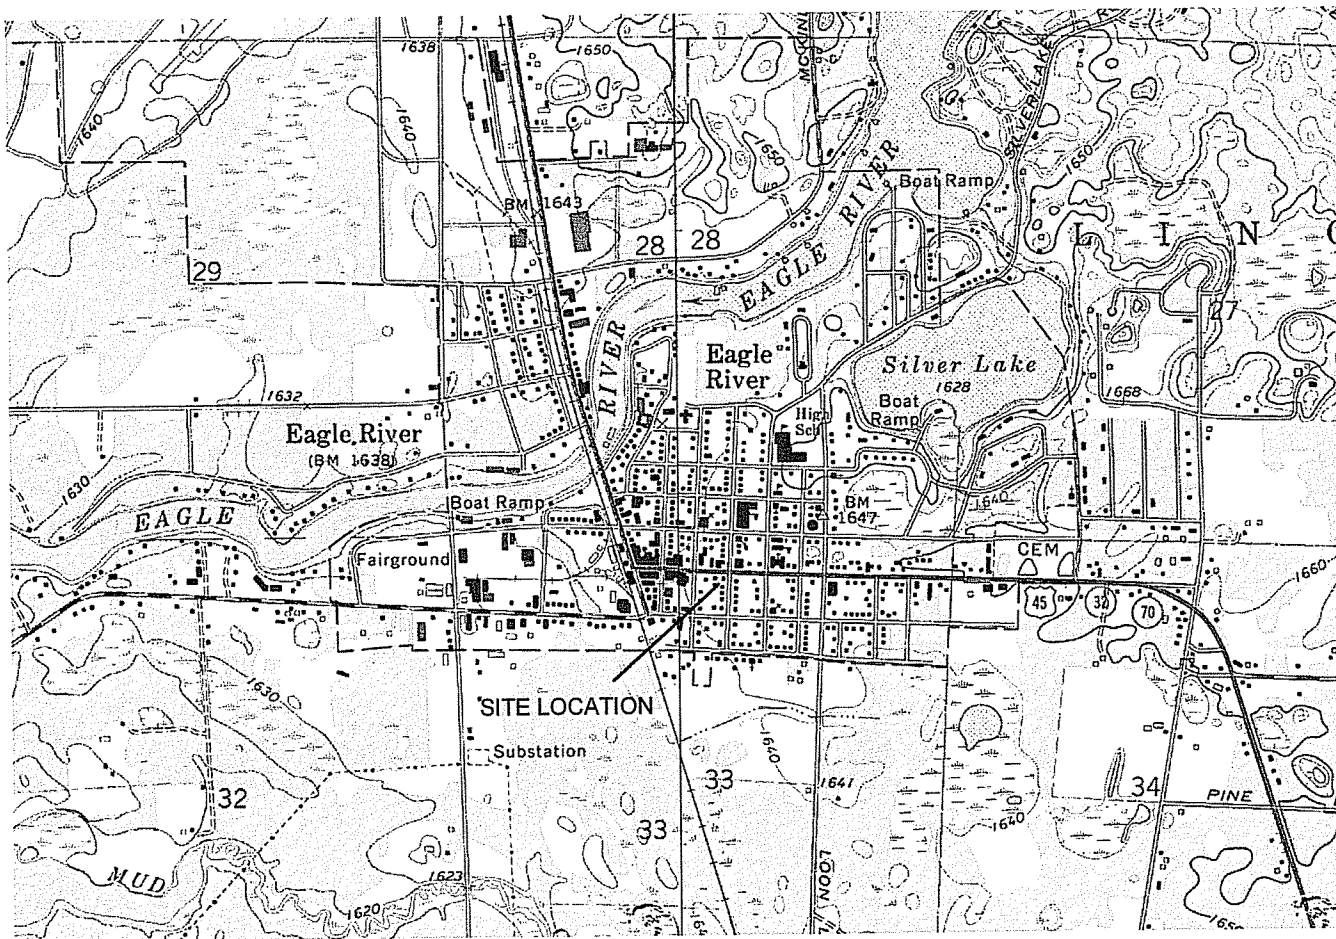 1638
1650
MCKIN
SILVER LAKE
1640
1640
1650
1650
EAGLE RIVER
Boat Ramp
BM 1643
28
28
L I N
29
27
RIVER
Eagle
River
Silver Lake
1628
1632
1668
Boat
Ramp
High
Sch
Eagle River
(BM 1638)
1630
EAGLE
Boat Ramp
BM
1647
1640
Fairground
CEM
1660
45
32
70
1630
SITE LOCATION
Substation
32
33
33
1640
1641
34
PINE
1640
MUD
1623
1620
LOON